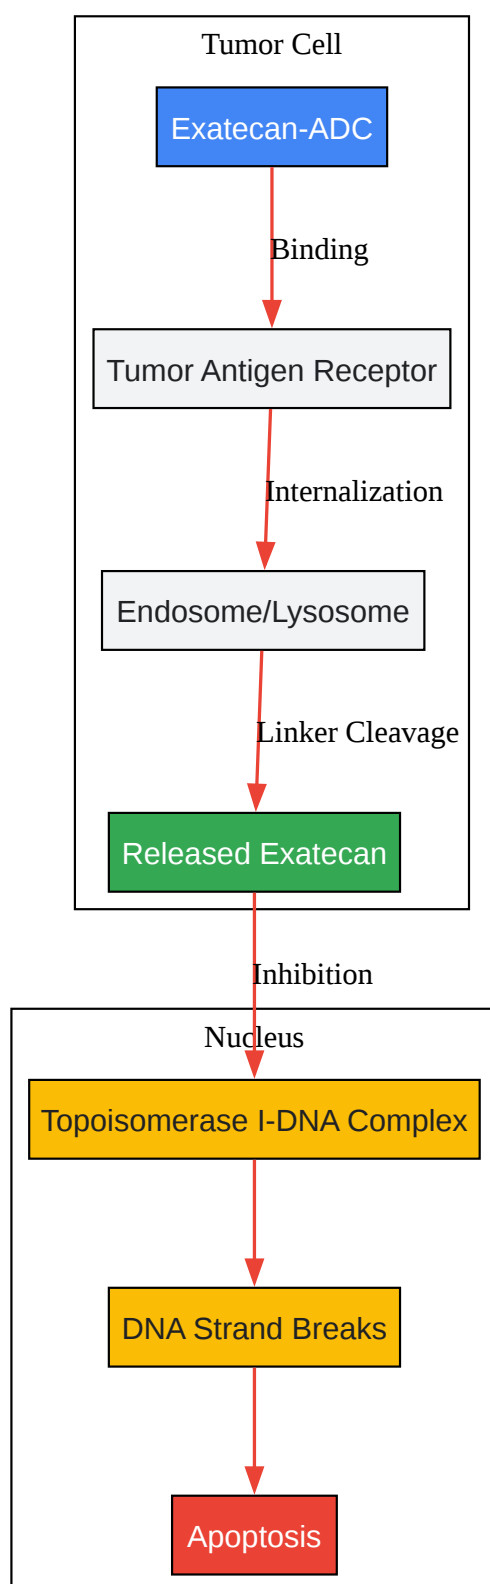 Tumor Cell
Exatecan-ADC
Binding
Tumor Antigen Receptor
Internalization
Endosome/Lysosome
Linker Cleavage
Released Exatecan
Inhibition
Nucleus
Topoisomerase I-DNA Complex
DNA Strand Breaks
Apoptosis